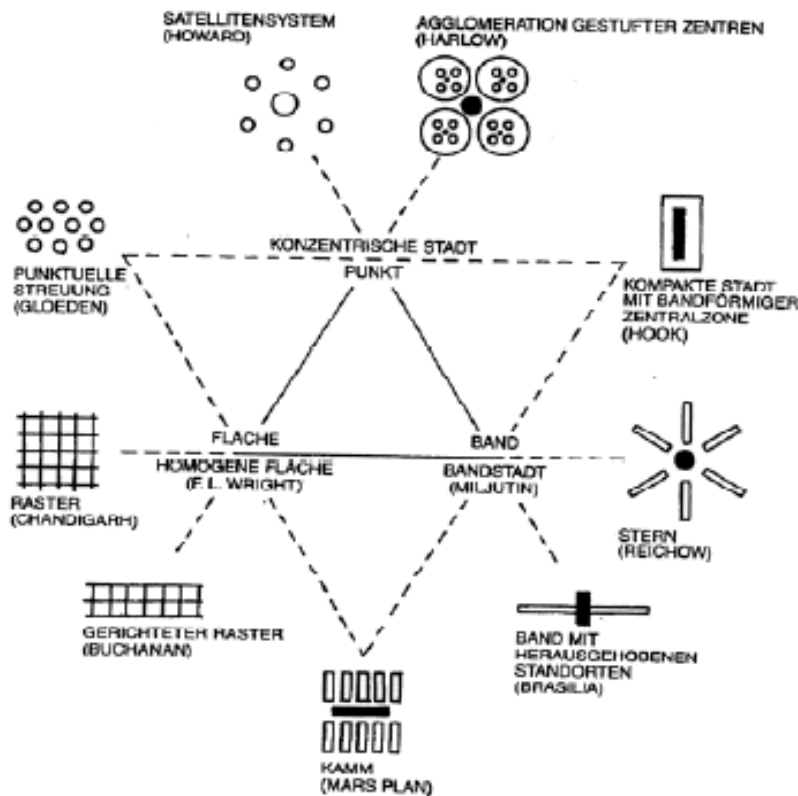 SATELLITENSYSTEM
(HOWARD)
AGGLOMERATION GESTUFTER ZENTREN
(HARLOW)
KONZENTRISCHE STADT
PUNKT
PUNKTUELLE
STREUUNG
(GLOEDEN)
KOMPAKTE STADT
MIT BANDFÖRMIGER
ZENTRALZONE
(HOOK)
FLÄCHE
BAND
HOMOGENE FLÄCHE
(F. L. WRIGHT)
BANDSTADT
(MILJUTIN)
RASTER
(CHANDIGARH)
STERN
(REICHOW)
GERICHTETER RASTER
(BUCHANAN)
BAND MIT
HERAUSGEHOBENEN
STANDORTEN
(BRASILIA)
KAMM
(MARS PLAN)